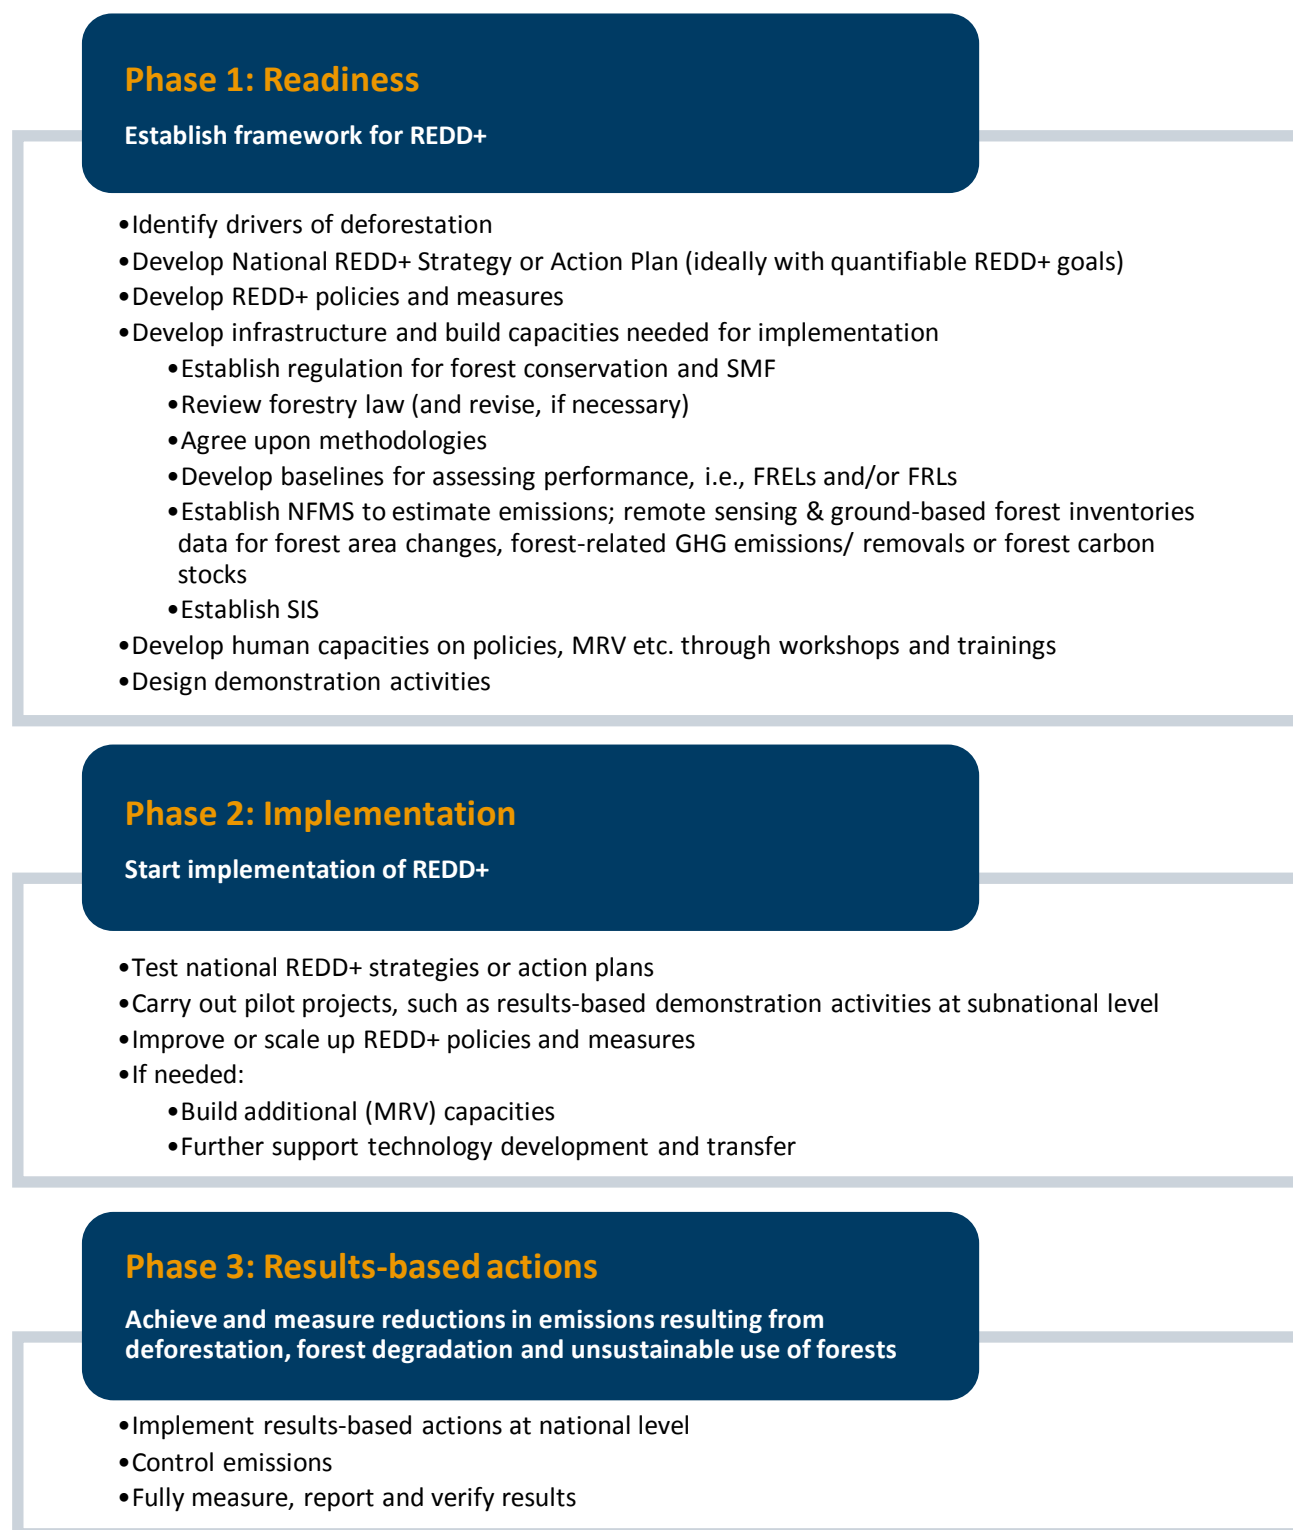 Phase 1: Readiness
Establish framework for REDD+
•Identify drivers of deforestation
•Develop National REDD+ Strategy or Action Plan (ideally with quantifiable REDD+ goals)
•Develop REDD+ policies and measures
•Develop infrastructure and build capacities needed for implementation
•Establish regulation for forest conservation and SMF
•Review forestry law (and revise, if necessary)
•Agree upon methodologies
•Develop baselines for assessing performance, i.e., FRELs and/or FRLs
•Establish NFMS to estimate emissions; remote sensing & ground-based forest inventories
data for forest area changes, forest-related GHG emissions/ removals or forest carbon
stocks
•Establish SIS
•Develop human capacities on policies, MRV etc. through workshops and trainings
•Design demonstration activities
Phase 2: Implementation
Start implementation of REDD+
•Test national REDD+ strategies or action plans
•Carry out pilot projects, such as results-based demonstration activities at subnational level
•Improve or scale up REDD+ policies and measures
•If needed:
•Build additional (MRV) capacities
•Further support technology development and transfer
Phase 3: Results-based actions
Achieve and measure reductions in emissions resulting from
deforestation, forest degradation and unsustainable use of forests
•Implement results-based actions at national level
•Control emissions
•Fully measure, report and verify results